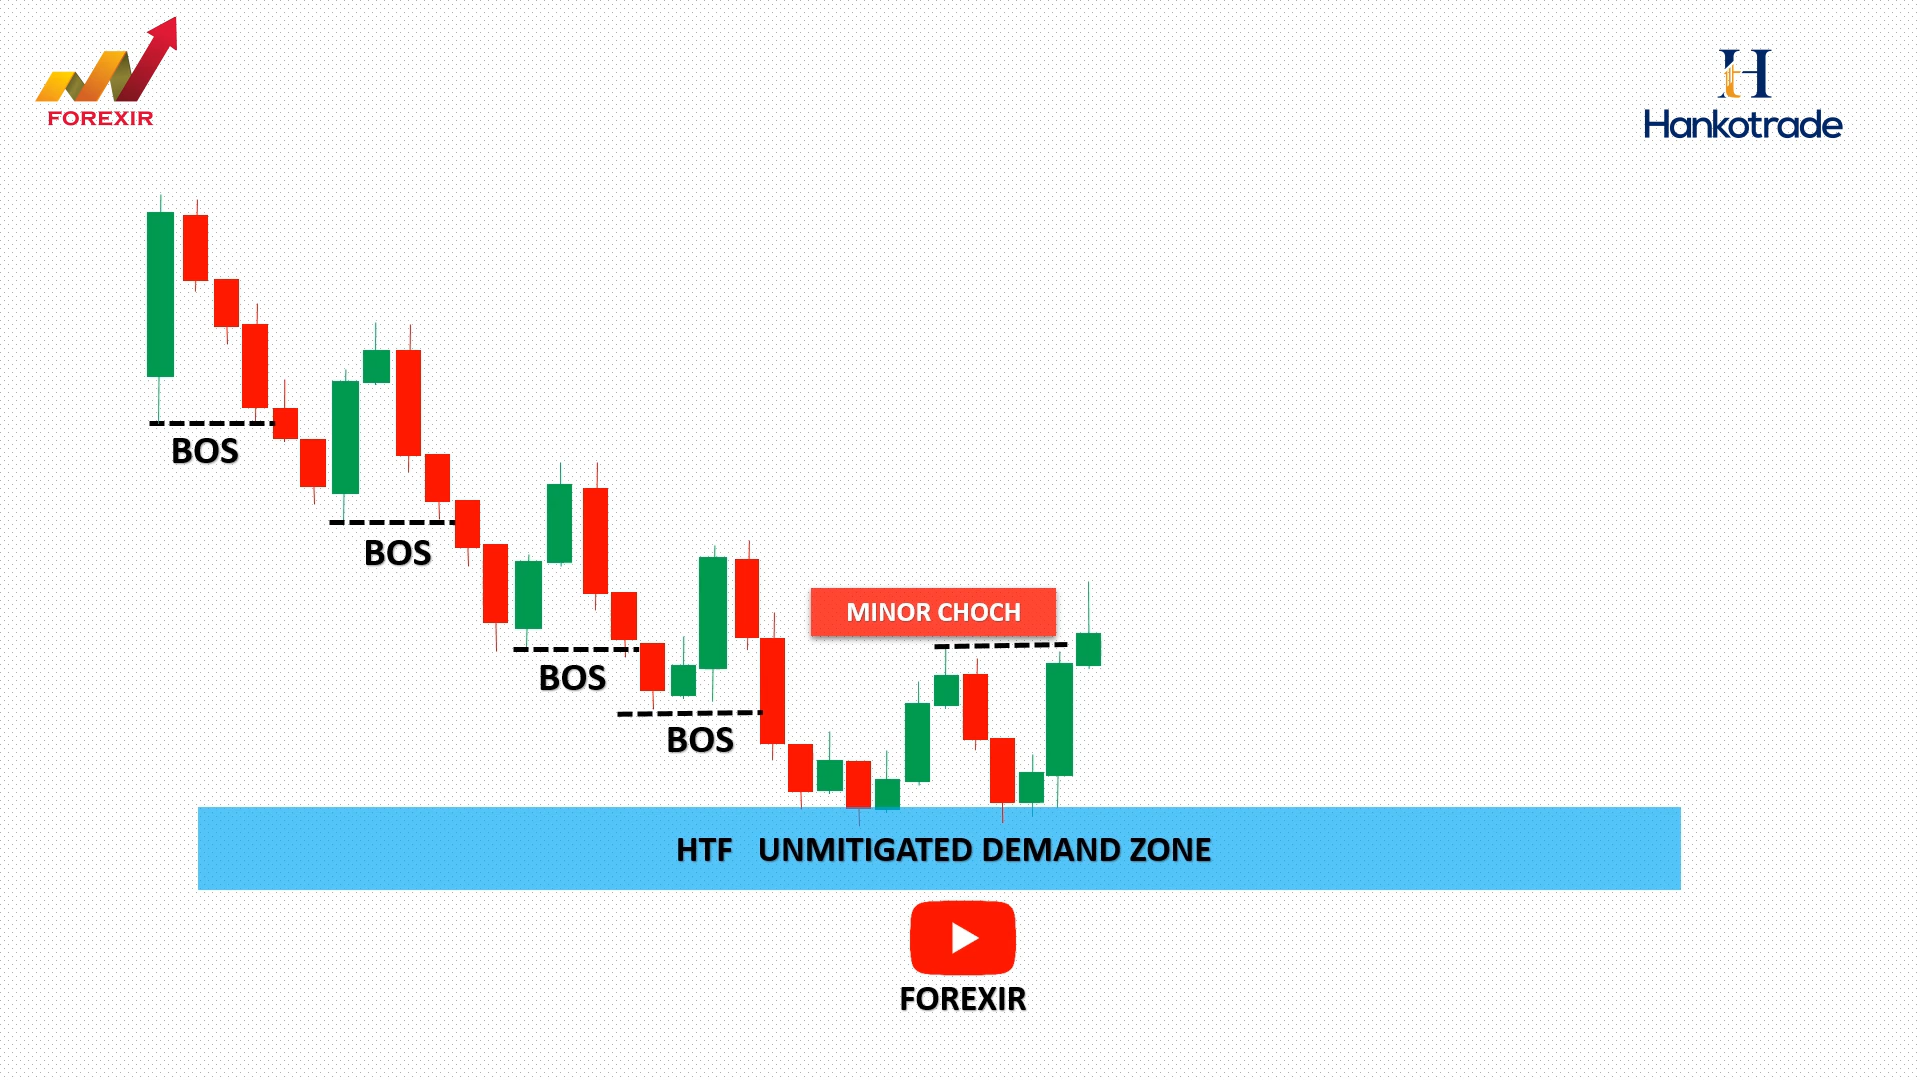 FOREXIR
Hankotrade
BOS
BOS
MINOR CHOCH
BOS
BOS
HTF UNMITIGATED DEMAND ZONE
FOREXIR